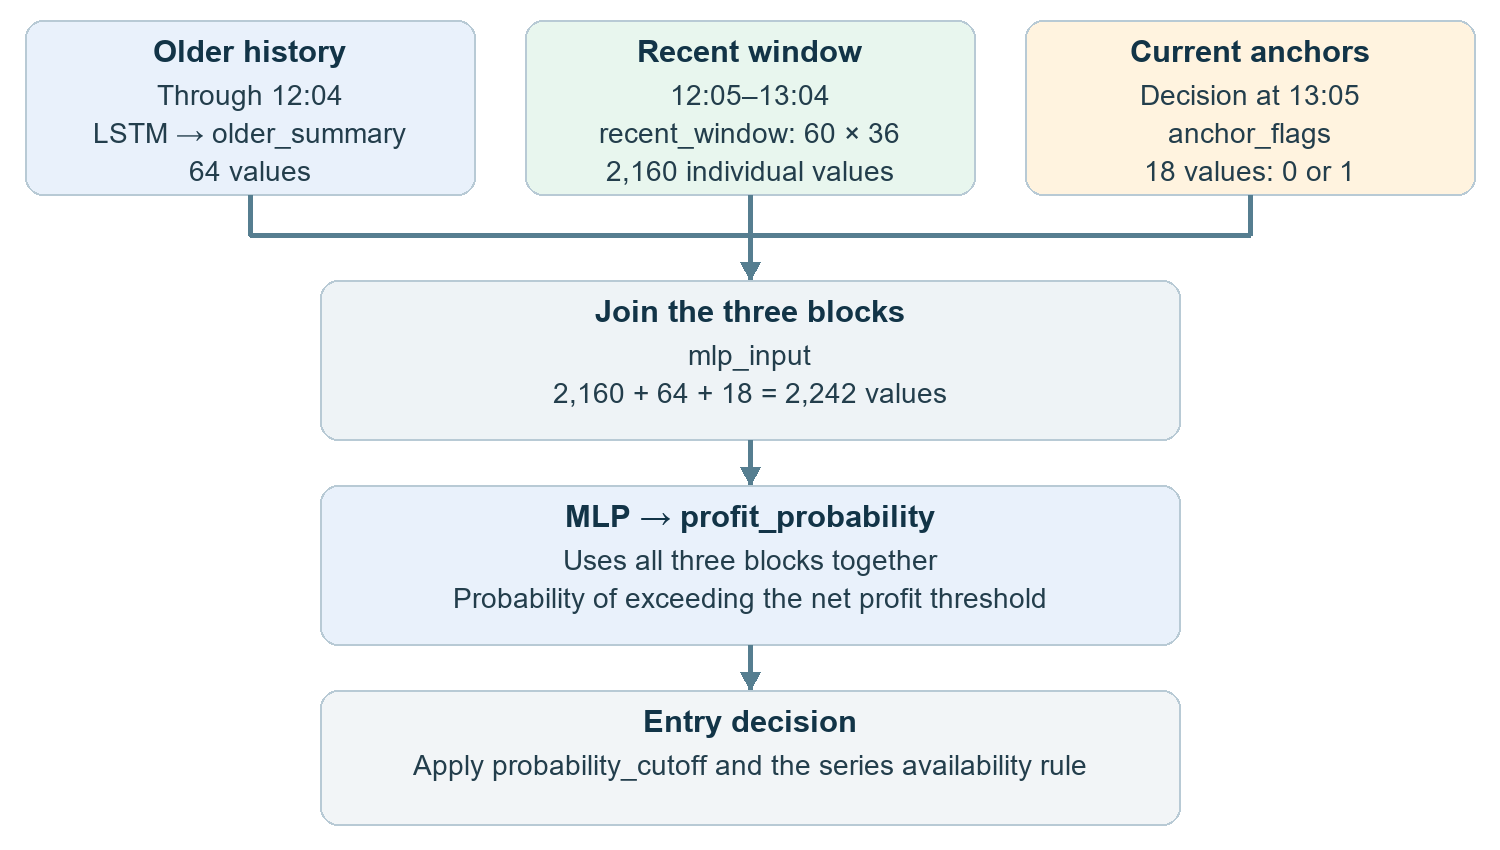 Older history
Through 12:04
LSTM → older_summary
64 values
Recent window
12:05–13:04
recent_window: 60 × 36
2,160 individual values
Current anchors
Decision at 13:05
anchor_flags
18 values: 0 or 1
Join the three blocks
mlp_input
2,160 + 64 + 18 = 2,242 values
MLP → profit_probability
Uses all three blocks together
Probability of exceeding the net profit threshold
Entry decision
Apply probability_cutoff and the series availability rule